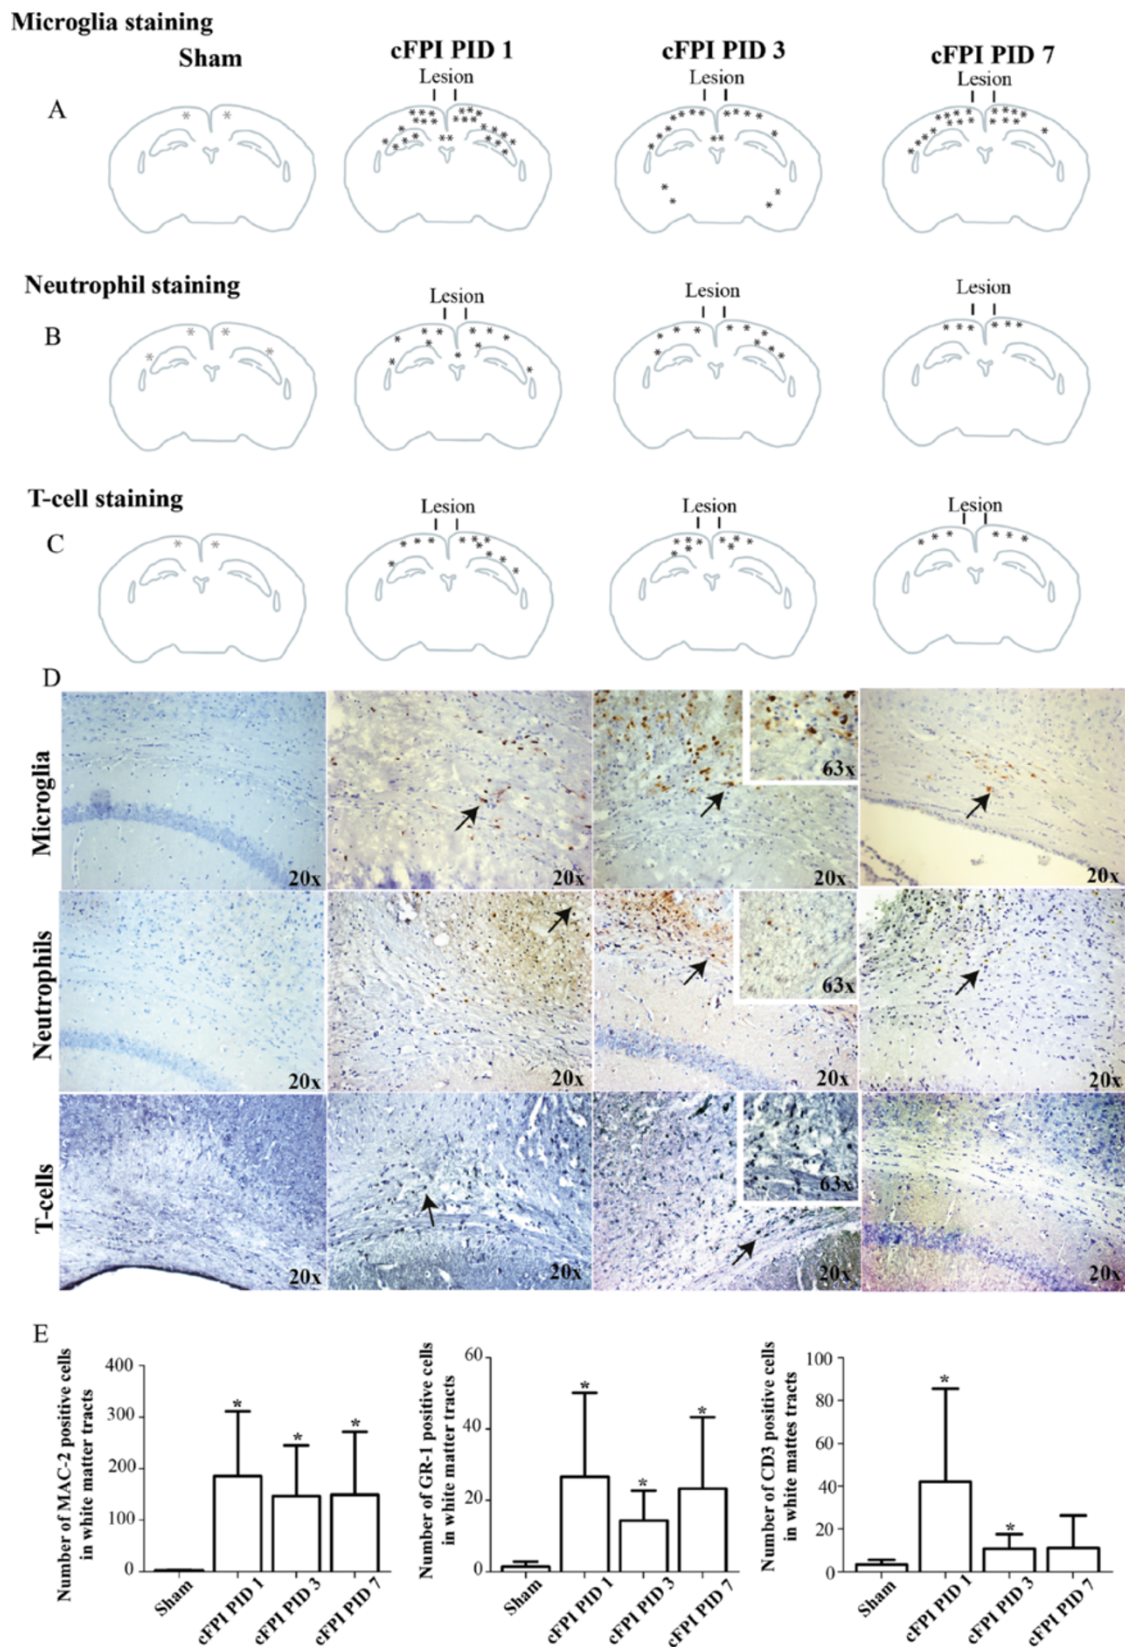 Microglia staining
Sham
cFPI PID 1
cFPI PID 3
cFPI PID 7
Lesion
Lesion
Lesion
A
Neutrophil staining
Lesion
Lesion
Lesion
B
T-cell staining
Lesion
Lesion
Lesion
C
D
Microglia
20x
20x
63x
20x
20x
Neutrophils
20x
20x
63x
20x
20x
T-cells
20x
20x
63x
20x
20x
E
Number of MAC-2 positive cells
in white matter tracts
400
300
200
100
0
*
*
*
Sham
cFPI PID 1
cFPI PID 3
cFPI PID 7
Number of GR-1 positive cells
in white matter tracts
60
40
20
0
*
*
*
Sham
cFPI PID 1
cFPI PID 3
cFPI PID 7
Number of CD3 positive cells
in white mattes tracts
100
80
60
40
20
0
*
*
Sham
cFPI PID 1
cFPI PID 3
cFPI PID 7